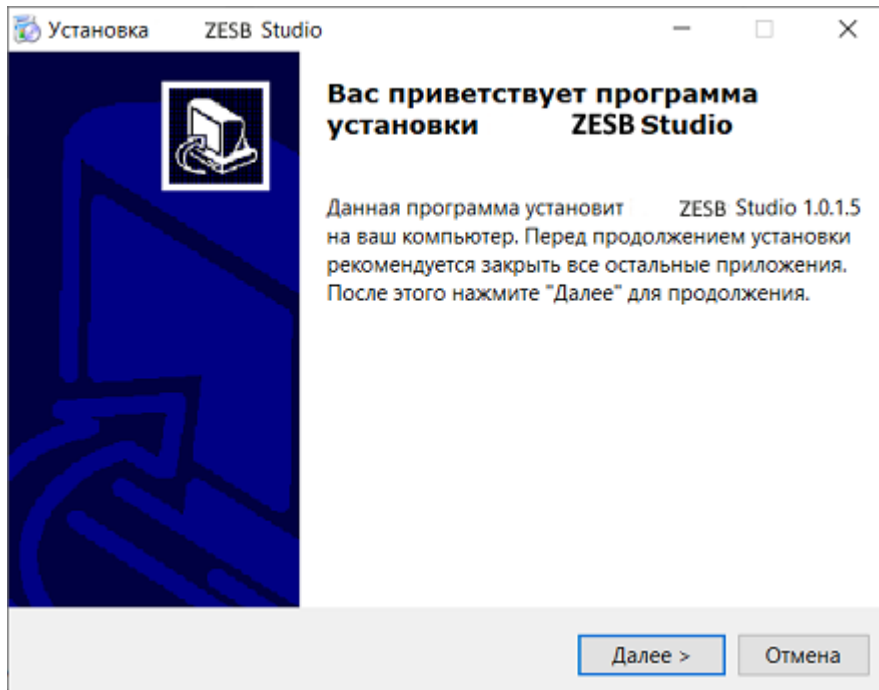 Установка ZESB Studio
Вас приветствует программа
установки ZESB Studio
Данная программа установит ZESB Studio 1.0.1.5
на ваш компьютер. Перед продолжением установки
рекомендуется закрыть все остальные приложения.
После этого нажмите "Далее" для продолжения.
Далее > Отмена